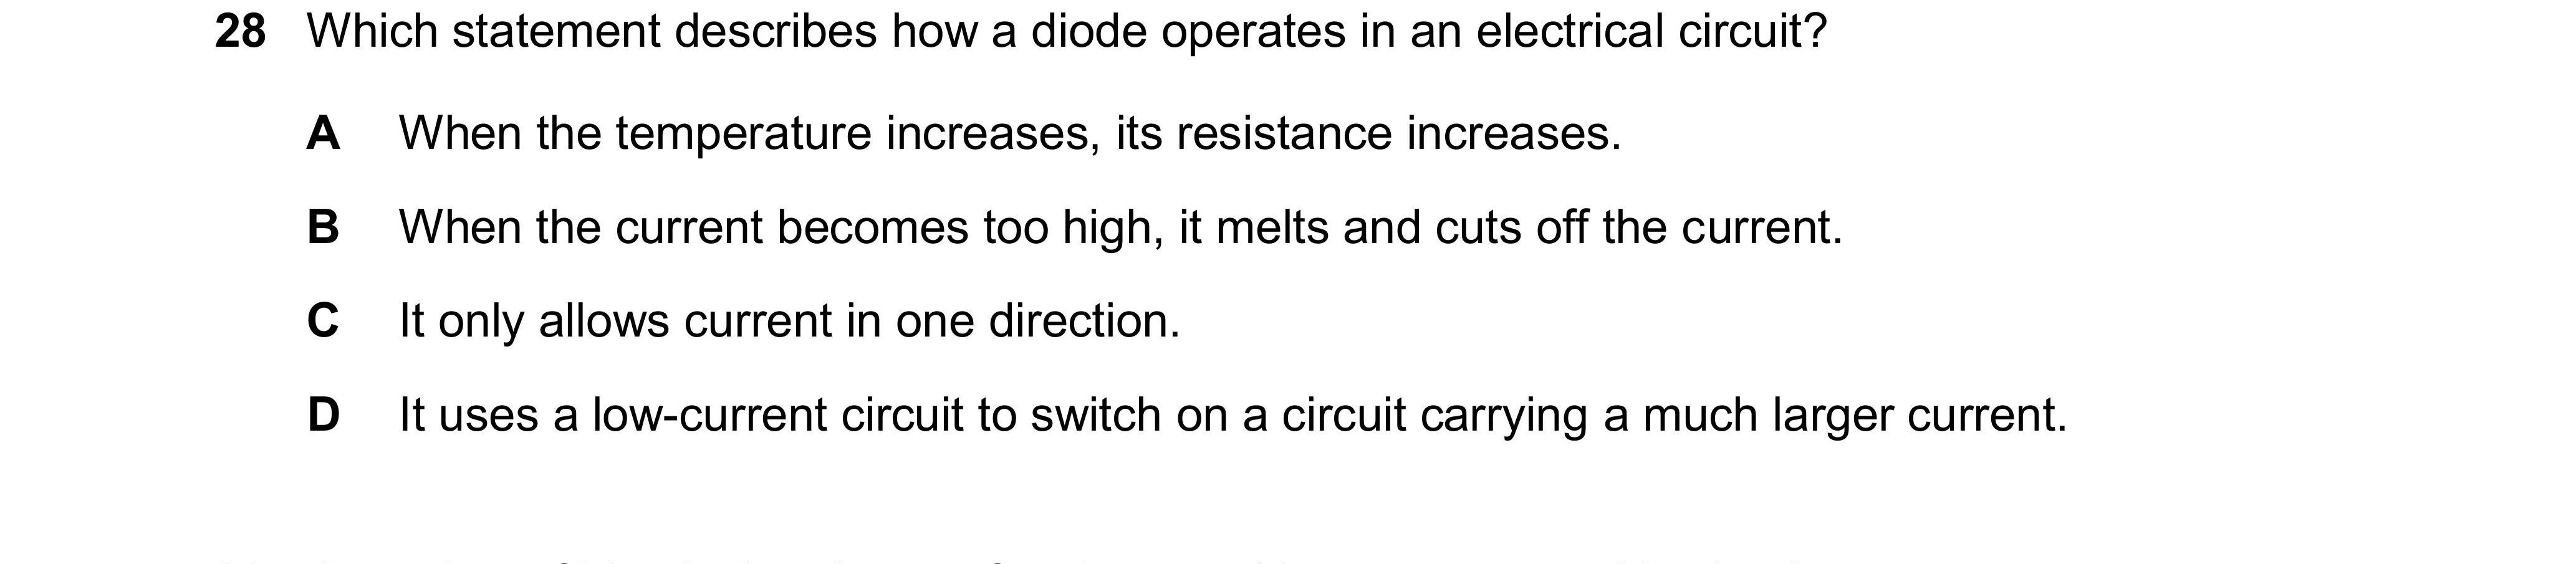 28 Which statement describes how a diode operates in an electrical circuit?
A When the temperature increases, its resistance increases.
B When the current becomes too high, it melts and cuts off the current.
C It only allows current in one direction.
D It uses a low-current circuit to switch on a circuit carrying a much larger current.